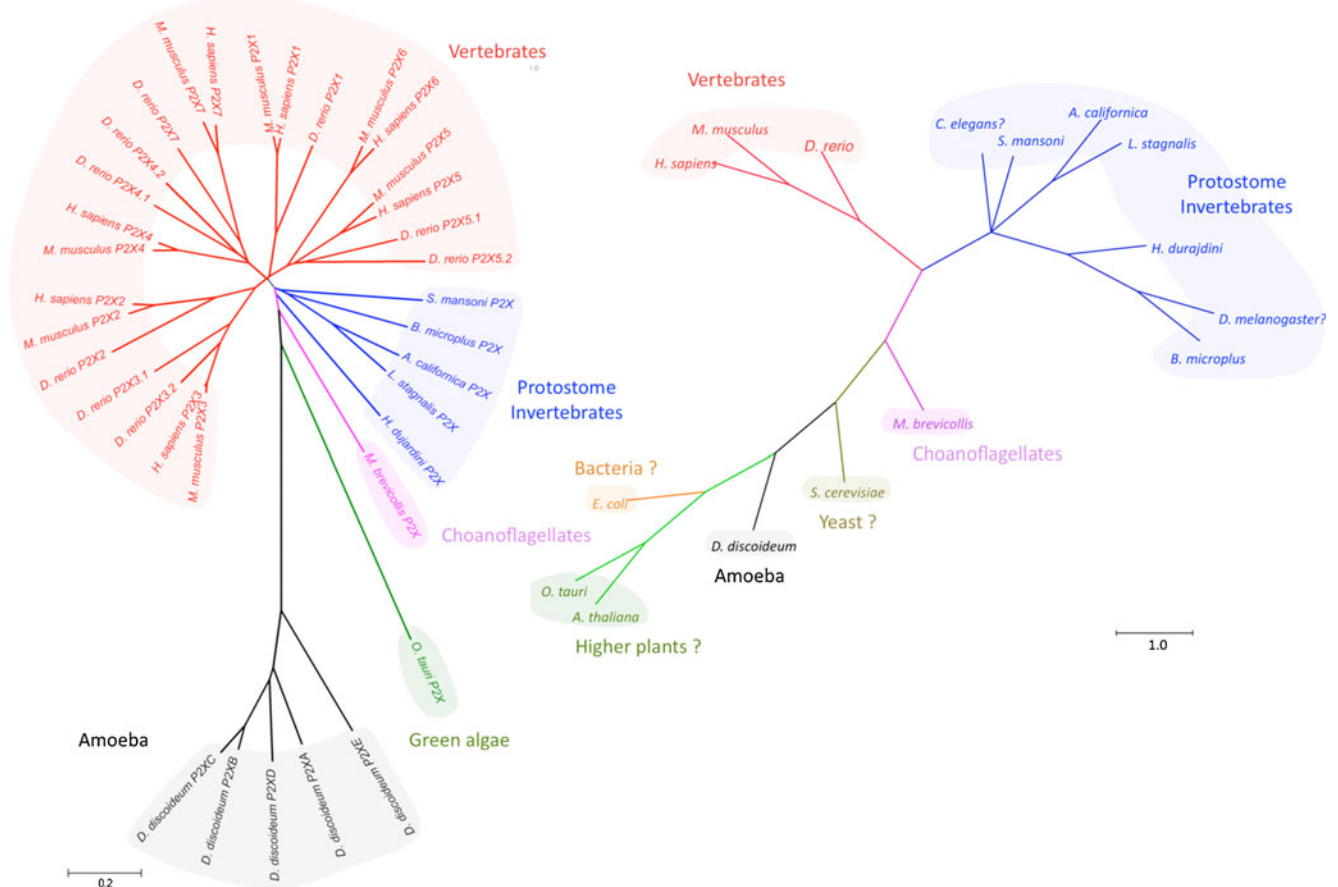 Vertebrates
1.0
M. musculus P2X7
H. sapiens P2X7
M. musculus P2X1
H. sapiens P2X1
D. rerio P2X1
M. musculus P2X6
H. sapiens P2X6
M. musculus P2X5
H. sapiens P2X5
D. rerio P2X5.1
D. rerio P2X5.2
D. rerio P2X7
D. rerio P2X4.2
D. rerio P2X4.1
H. sapiens P2X4
M. musculus P2X4
H. sapiens P2X2
M. musculus P2X2
D. rerio P2X2
D. rerio P2X3.1
D. rerio P2X3.2
H. sapiens P2X3
M. musculus P2X3
S. mansoni P2X
B. microplus P2X
A. californica P2X
L. stagnalis P2X
H. dujardini P2X
Protostome
Invertebrates
M. brevicollis P2X
Choanoflagellates
O. tauri P2X
Green algae
Amoeba
D. discoideum P2XC
D. discoideum P2XB
D. discoideum P2XD
D. discoideum P2XA
D. discoideum P2XE
0.2
Vertebrates
M. musculus
H. sapiens
D. rerio
C. elegans?
S. mansoni
A. californica
L. stagnalis
Protostome
Invertebrates
H. durajdini
D. melanogaster?
B. microplus
M. brevicollis
Choanoflagellates
Bacteria ?
E. coli
S. cerevisiae
Yeast ?
D. discoideum
Amoeba
O. tauri
A. thaliana
Higher plants ?
1.0